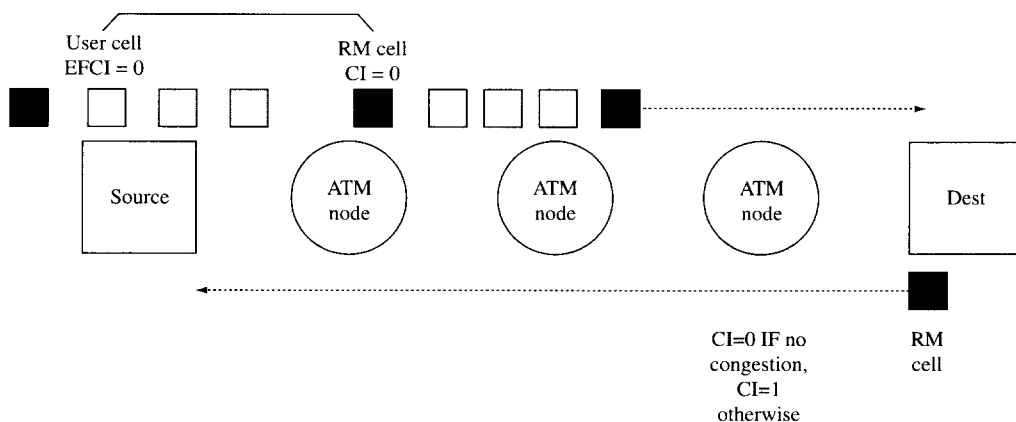 User cell
EFCI = 0
RM cell
CI = 0
Source
ATM
node
ATM
node
ATM
node
Dest
CI=0 IF no
congestion,
CI=1
otherwise
RM
cell